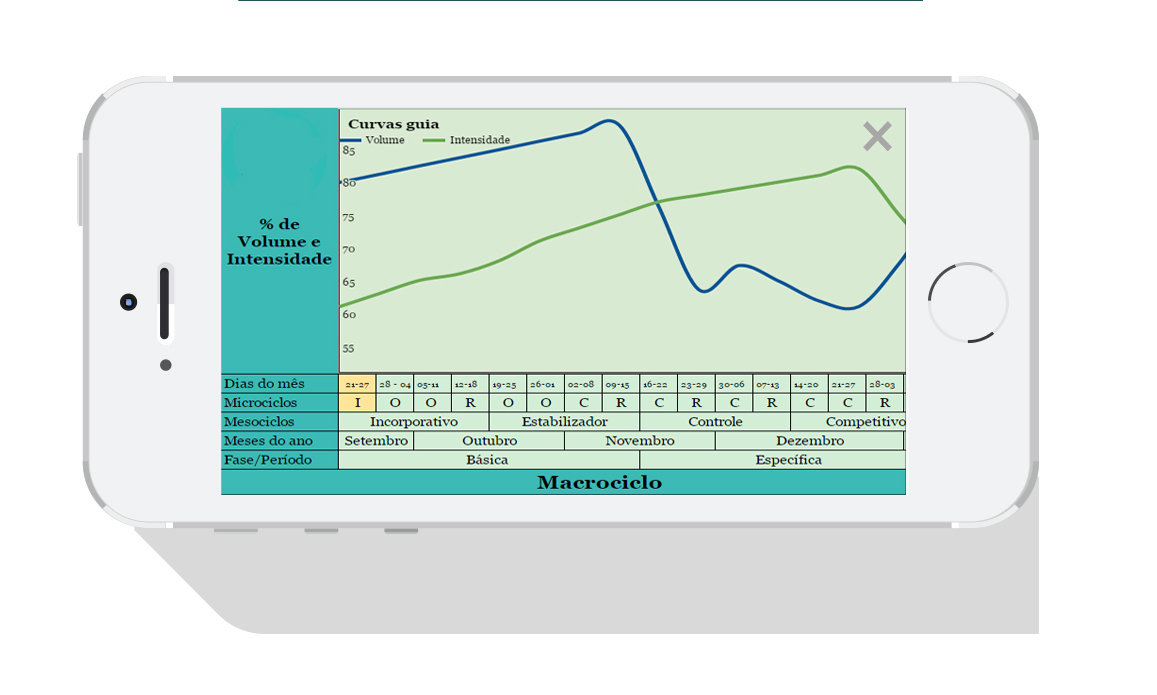 Curvas guia
Volume Intensidade
85
80
75
70
65
60
55
% de
Volume e
Intensidade
Dias do mês 21-27 28 - 04 05-11 12-18 19-25 26-01 02-08 09-15 16-22 23-29 30-06 07-13 14-20 21-27 28-03
Microciclos I O O R O O C R C R C R C C R
Mesociclos Incorporativo Estabilizador Controle Competitivo
Meses do ano Setembro Outubro Novembro Dezembro
Fase/Período Básica Específica
Macrociclo